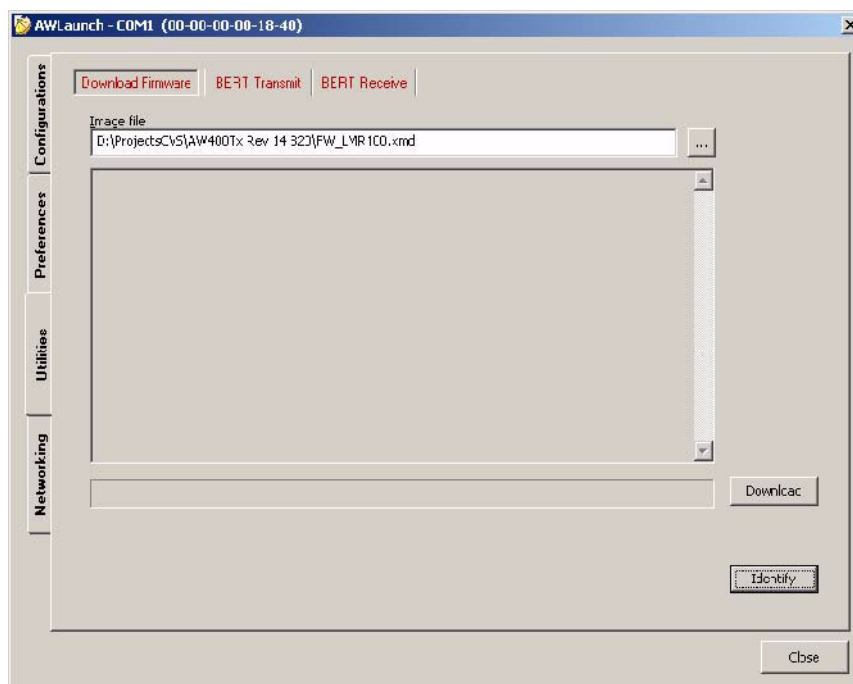 AWLaunch - COM1 (00-00-00-00-18-40)
Configurations
Preferences
Utilities
Networking
Download Firmware
BERT Transmit
BERT Receive
Image file
D:\ProjectsCVS\AW400Tx Rev 14 820\FW_LMR100.xmd
...
Download
Identify
Close